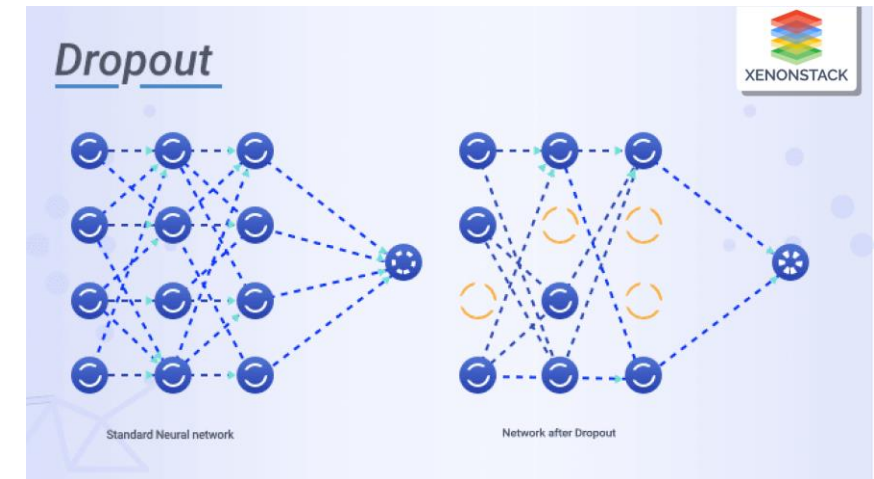 Dropout
XENONSTACK
Standard Neural network
Network after Dropout